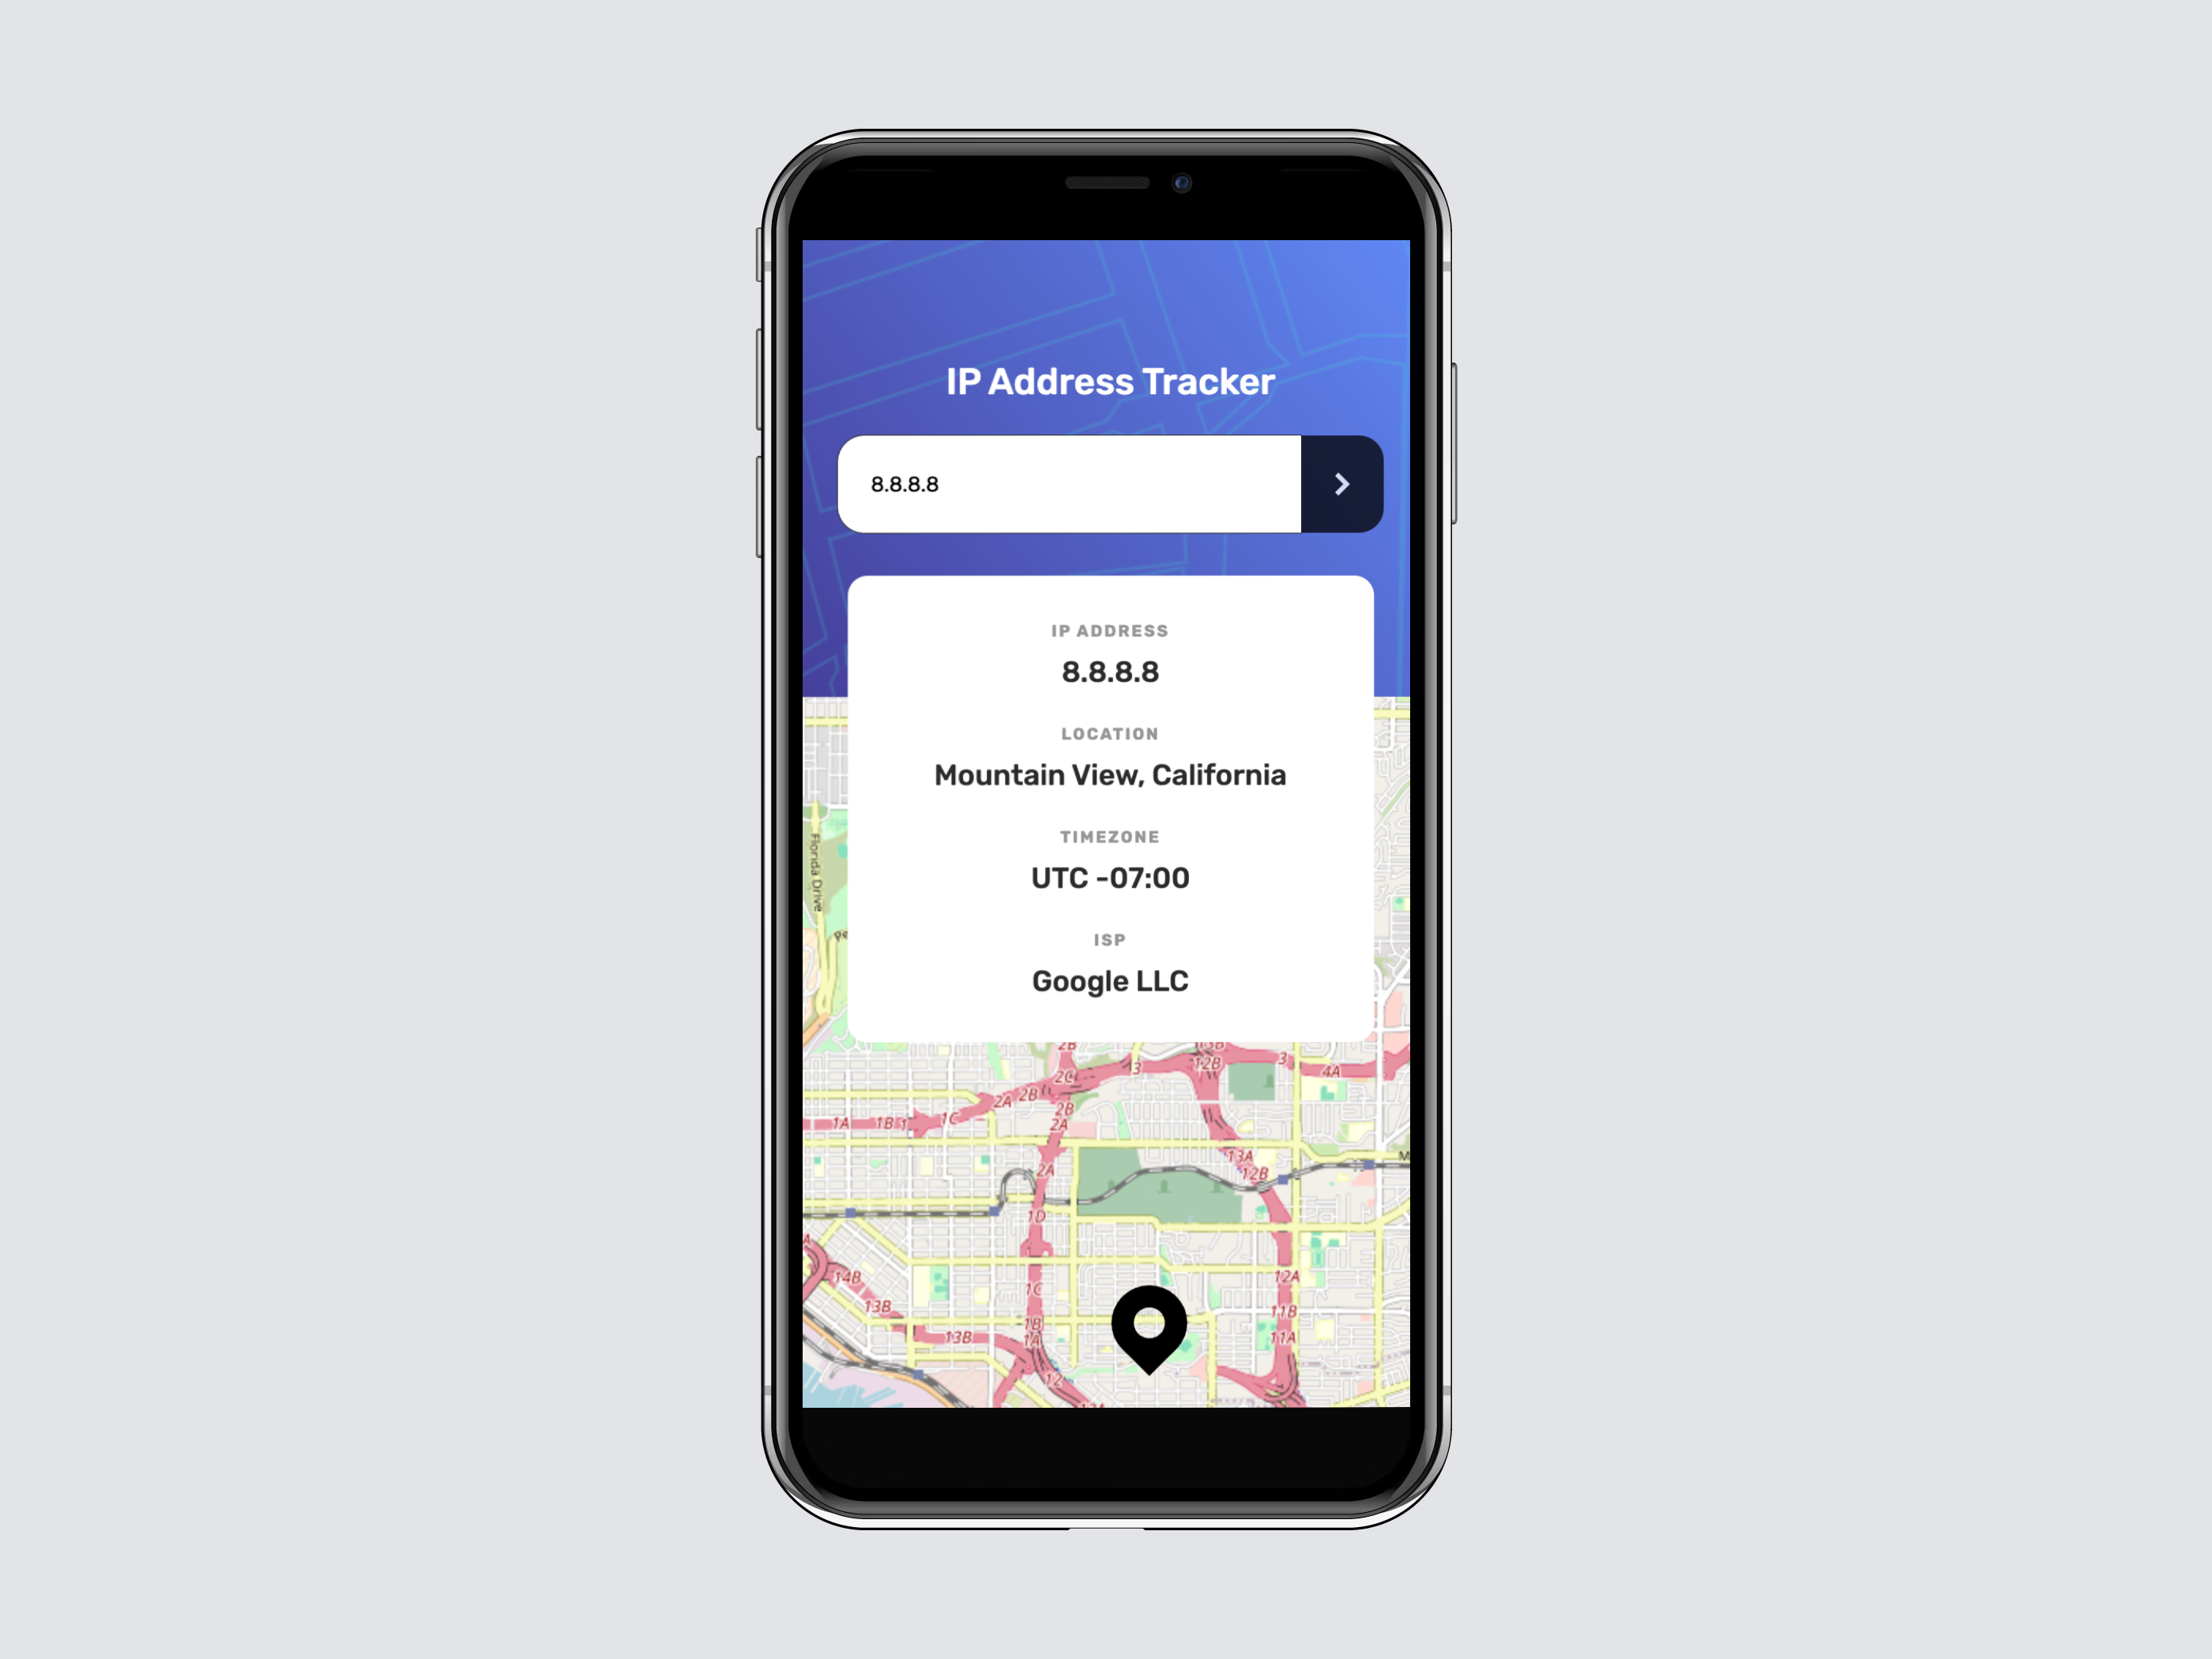 IP Address Tracker
8.8.8.8
IP ADDRESS
8.8.8.8
LOCATION
Mountain View, California
TIMEZONE
UTC -07:00
ISP
Google LLC
Florida Drive
2B
12B
3
3
4A
2C
2A
2B
2B
1A
1B
1C
2A
13A
2A
12B
1D
14B
12A
1C
13B
11B
1B
13B
1A
11A
12